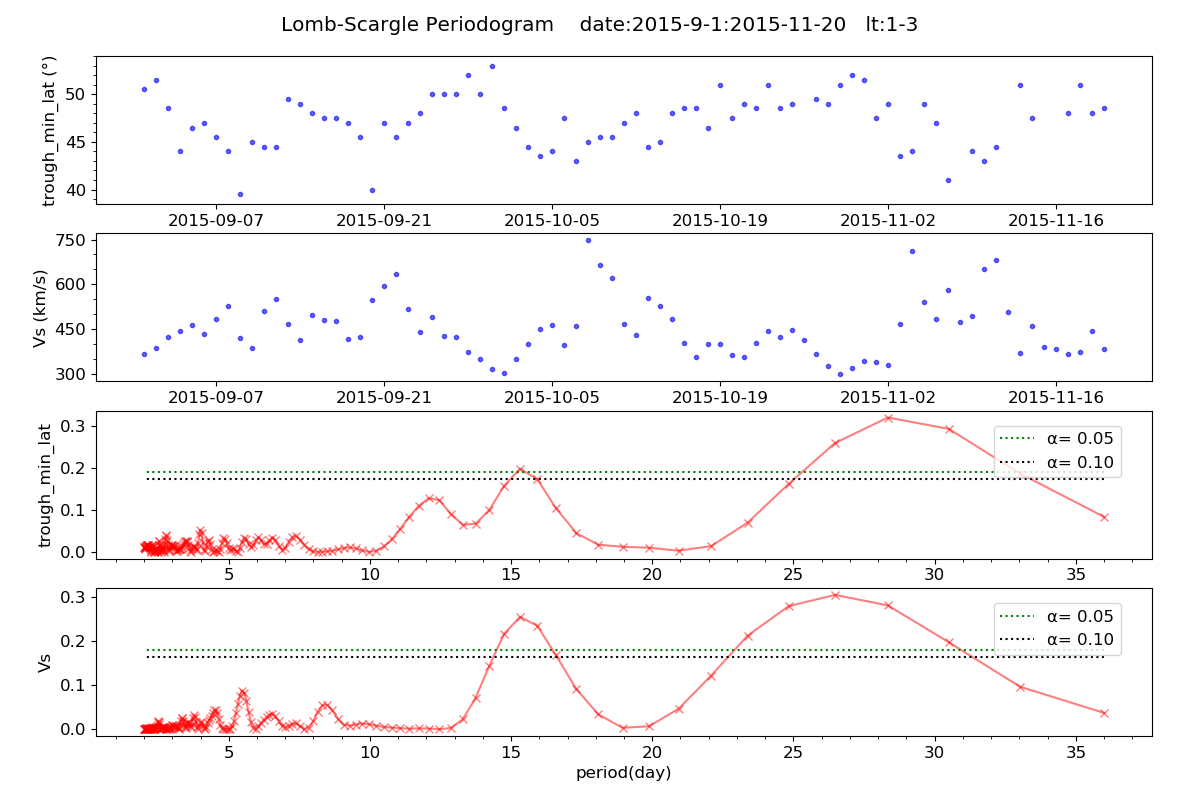 Lomb-Scargle Periodogram    date:2015-9-1:2015-11-20   lt:1-3
trough_min_lat (°)
50
45
40
2015-09-07 2015-09-21 2015-10-05 2015-10-19 2015-11-02 2015-11-16
Vs (km/s)
750
600
450
300
2015-09-07 2015-09-21 2015-10-05 2015-10-19 2015-11-02 2015-11-16
trough_min_lat
0.3
0.2
0.1
0.0
α= 0.05
α= 0.10
5 10 15 20 25 30 35
Vs
0.3
0.2
0.1
0.0
α= 0.05
α= 0.10
5 10 15 20 25 30 35
period(day)